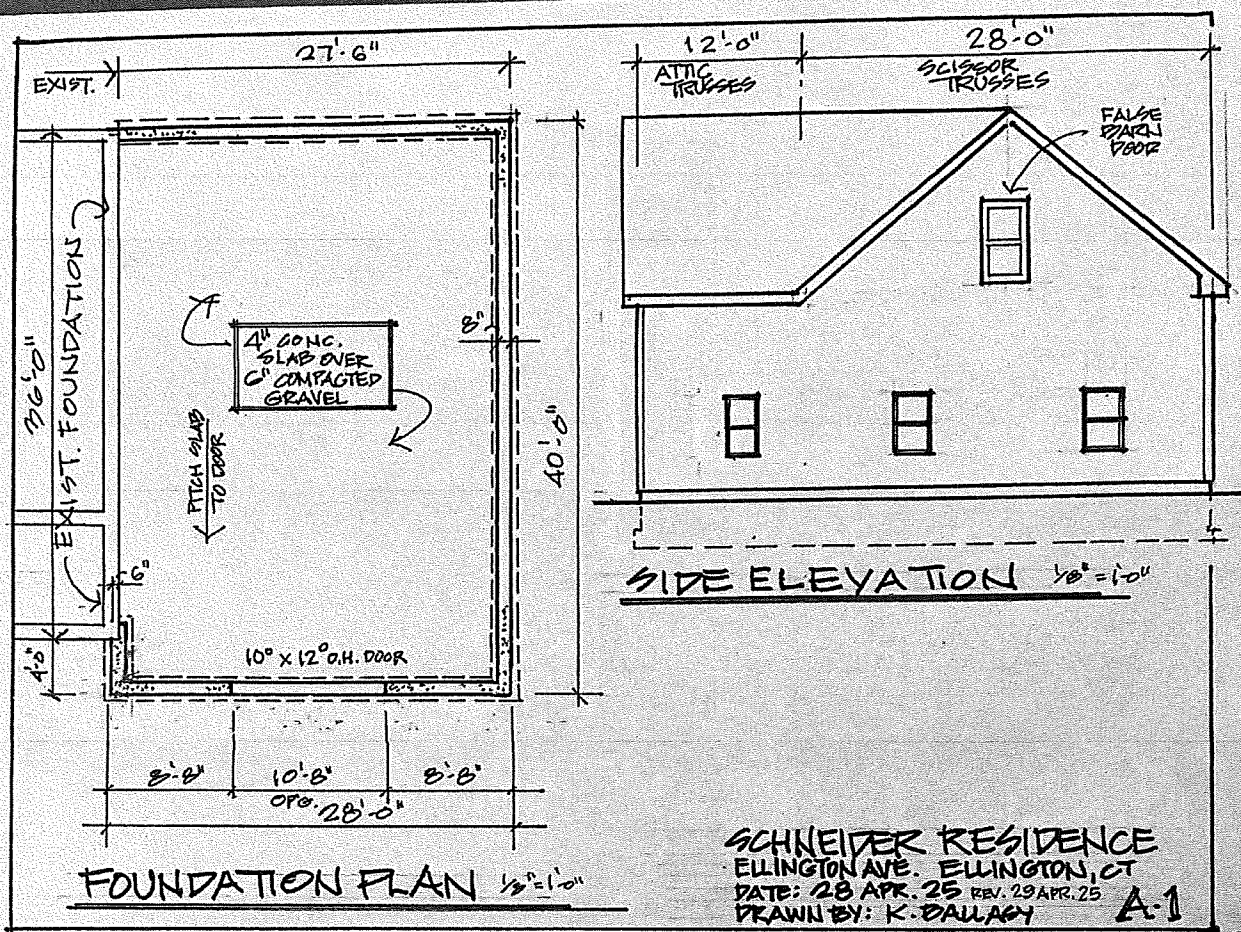 27'-6"
EXIST.
36'-0"
EXIST. FOUNDATION
4" CONC.
SLAB OVER
6" COMPACTED
GRAVEL
8"
40'-0"
PITCH SLAB
TO DOOR
6"
4'-0"
10⁰ X 12⁰ O.H. DOOR
8'-8"
10'-8"
OPG.
8'-8"
28'-0"
FOUNDATION PLAN 1/8" = 1'-0"
12'-0"
28'-0"
ATTIC
TRUSSES
SCISSOR
TRUSSES
FALSE
BARN
DOOR
SIDE ELEVATION 1/8" = 1'-0"
SCHNEIDER RESIDENCE
ELLINGTON AVE. ELLINGTON, CT
DATE: 28 APR. 25 REV. 29 APR. 25
DRAWN BY: K.
A-1